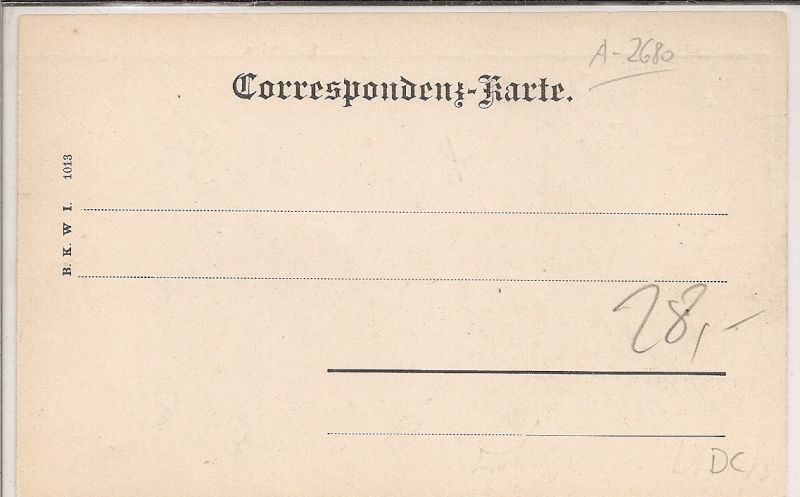 A-2680
Correspondenz-Karte.
B. K. W I. 1013
28,-
DC